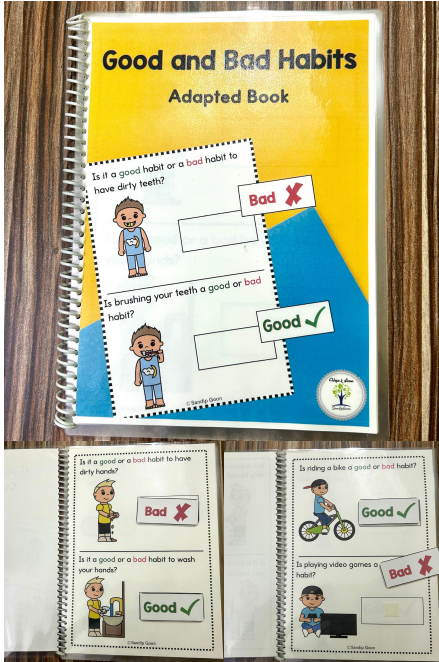 Good and Bad Habits
Adapted Book
Is it a good habit or a bad habit to
have dirty teeth?
Bad
Is brushing your teeth a good or bad
habit?
Good
©Sandip Goon
Is it a good or a bad habit to have
dirty hands?
Bad
Is it a good or a bad habit to wash
your hands?
Good
©Sandip Goon
Is riding a bike a good or bad habit?
Good
Is playing video games a
habit?
Bad
©Sandip Goon